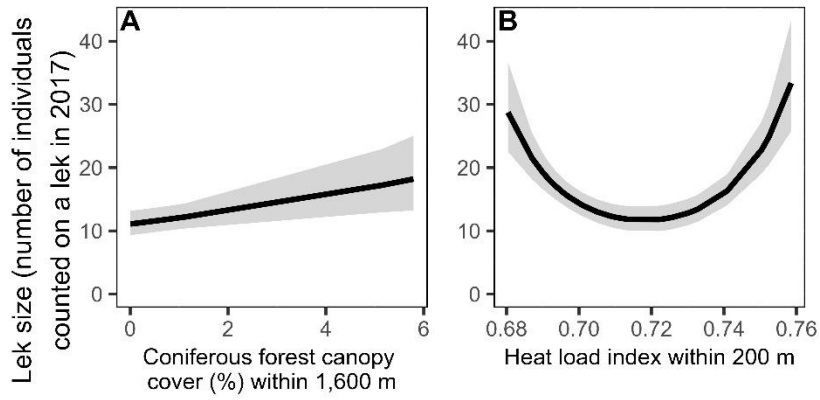 Lek size (number of individuals
counted on a lek in 2017)
A
40
30
20
10
0
0 2 4 6
Coniferous forest canopy
cover (%) within 1,600 m
B
40
30
20
10
0
0.68 0.70 0.72 0.74 0.76
Heat load index within 200 m